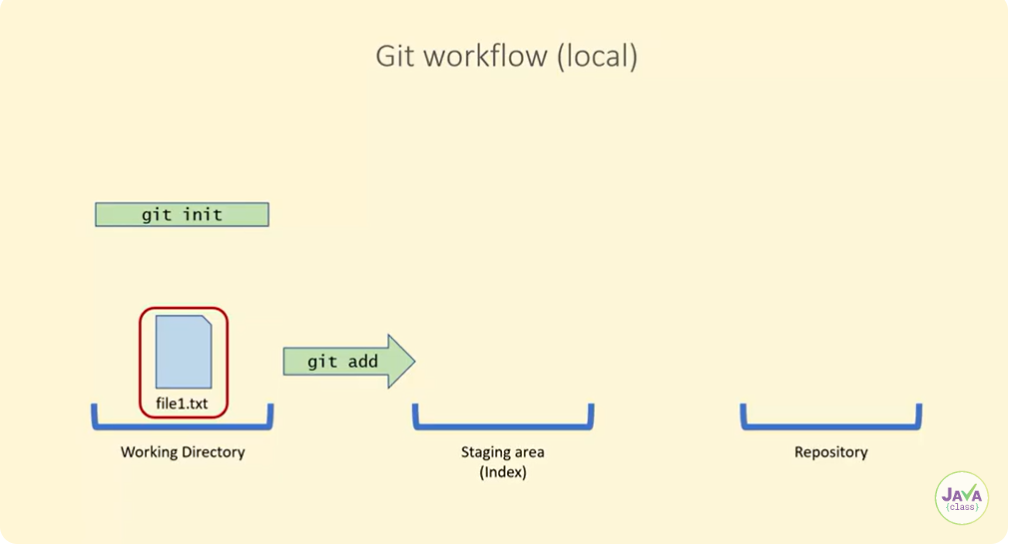 Git workflow (local)
git init
git add
file1.txt
Working Directory
Staging area
(Index)
Repository
JAVA
{class}